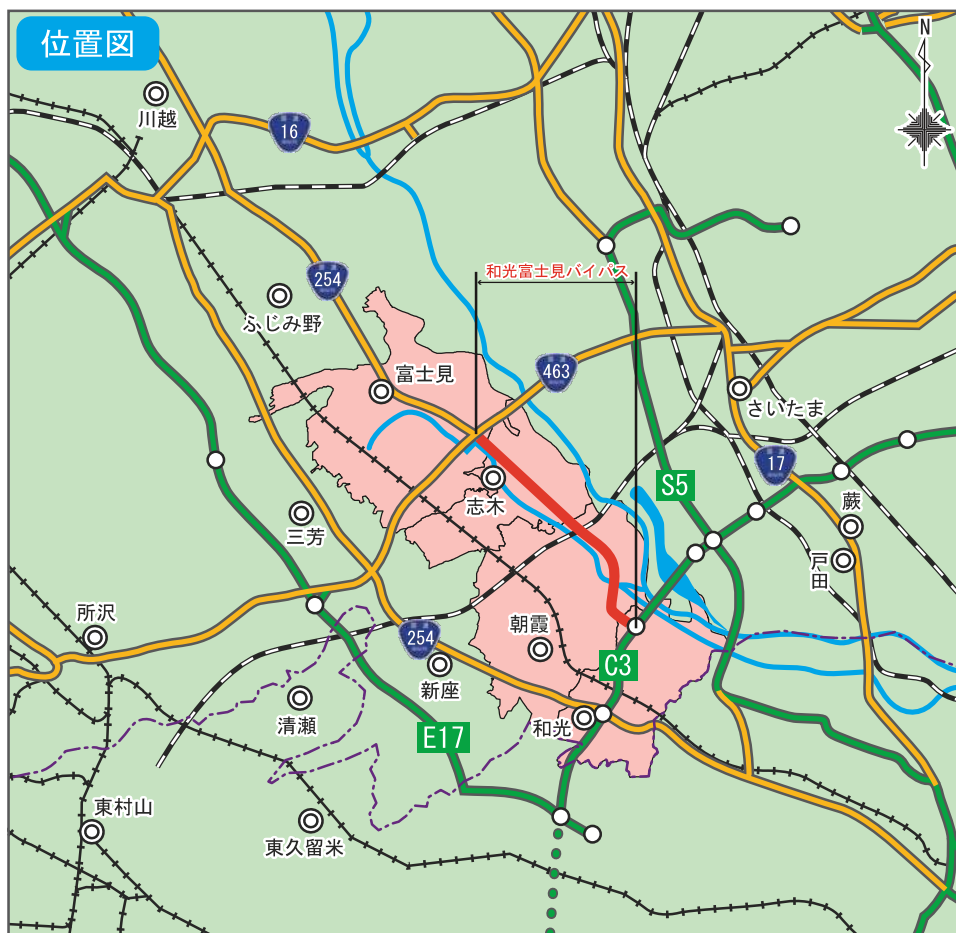 位置図
N
川越
16
254
和光富士見バイパス
ふじみ野
富士見
463
さいたま
17
志木
S5
三芳
蕨
戸田
所沢
朝霞
254
新座
C3
清瀬
和光
E17
東村山
東久留米